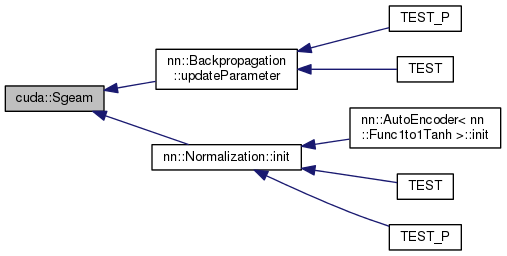 cuda::Sgeam
nn::Backpropagation
::updateParameter
TEST_P
TEST
nn::Normalization::init
nn::AutoEncoder< nn
::Func1to1Tanh >::init
TEST
TEST_P